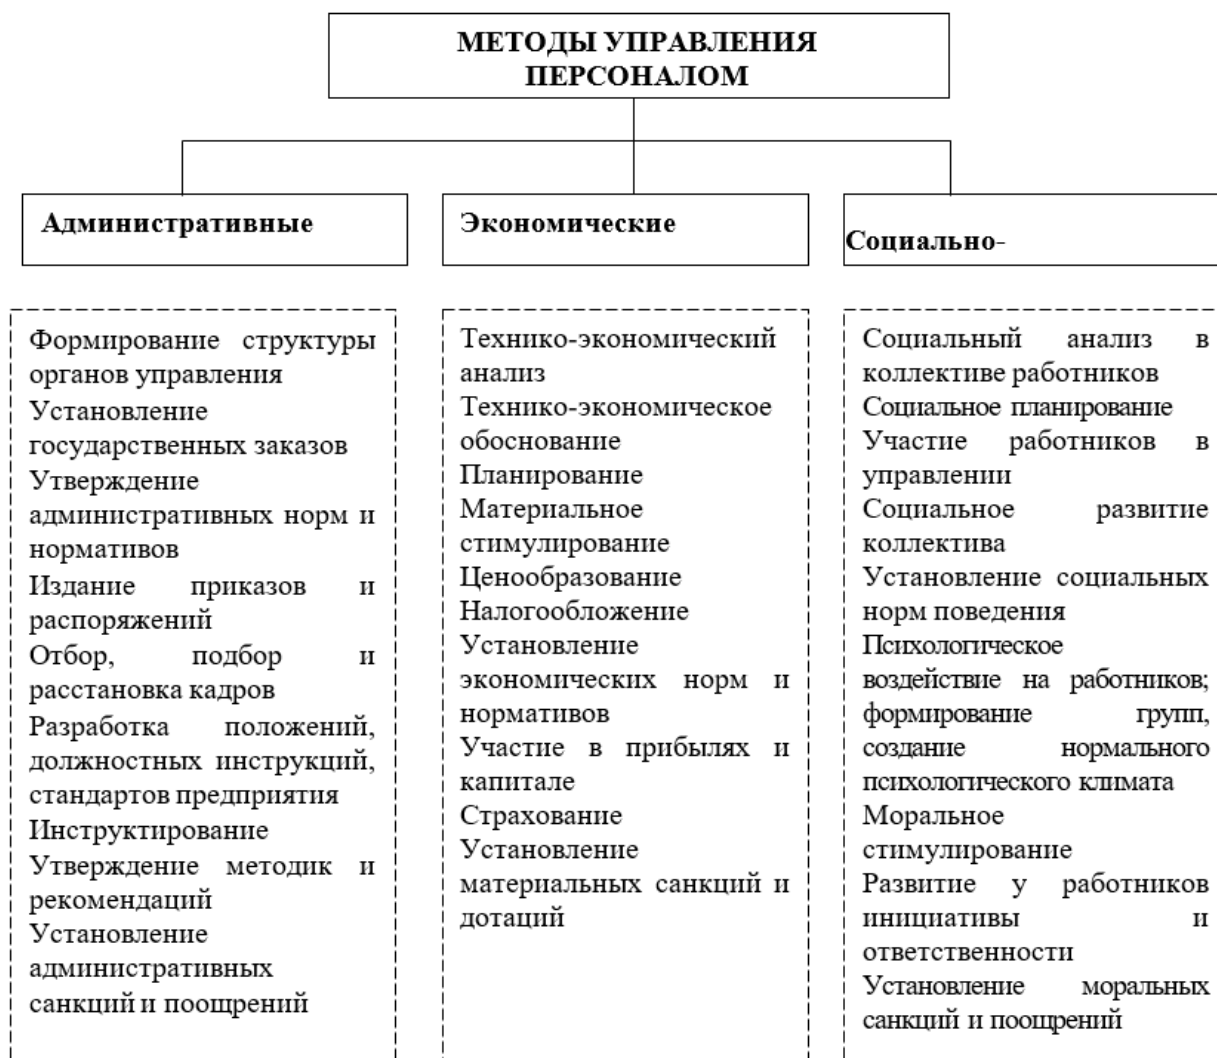 МЕТОДЫ УПРАВЛЕНИЯ
ПЕРСОНАЛОМ
Административные
Экономические
Социально-
Формирование структуры
органов управления
Установление
государственных заказов
Утверждение
административных норм и
нормативов
Издание приказов и
распоряжений
Отбор, подбор и
расстановка кадров
Разработка положений,
должностных инструкций,
стандартов предприятия
Инструктирование
Утверждение методик и
рекомендаций
Установление
административных
санкций и поощрений
Технико-экономический
анализ
Технико-экономическое
обоснование
Планирование
Материальное
стимулирование
Ценообразование
Налогообложение
Установление
экономических норм и
нормативов
Участие в прибылях и
капитале
Страхование
Установление
материальных санкций и
дотаций
Социальный анализ в
коллективе работников
Социальное планирование
Участие работников в
управлении
Социальное развитие
коллектива
Установление социальных
норм поведения
Психологическое
воздействие на работников;
формирование групп,
создание нормального
психологического климата
Моральное
стимулирование
Развитие у работников
инициативы и
ответственности
Установление моральных
санкций и поощрений